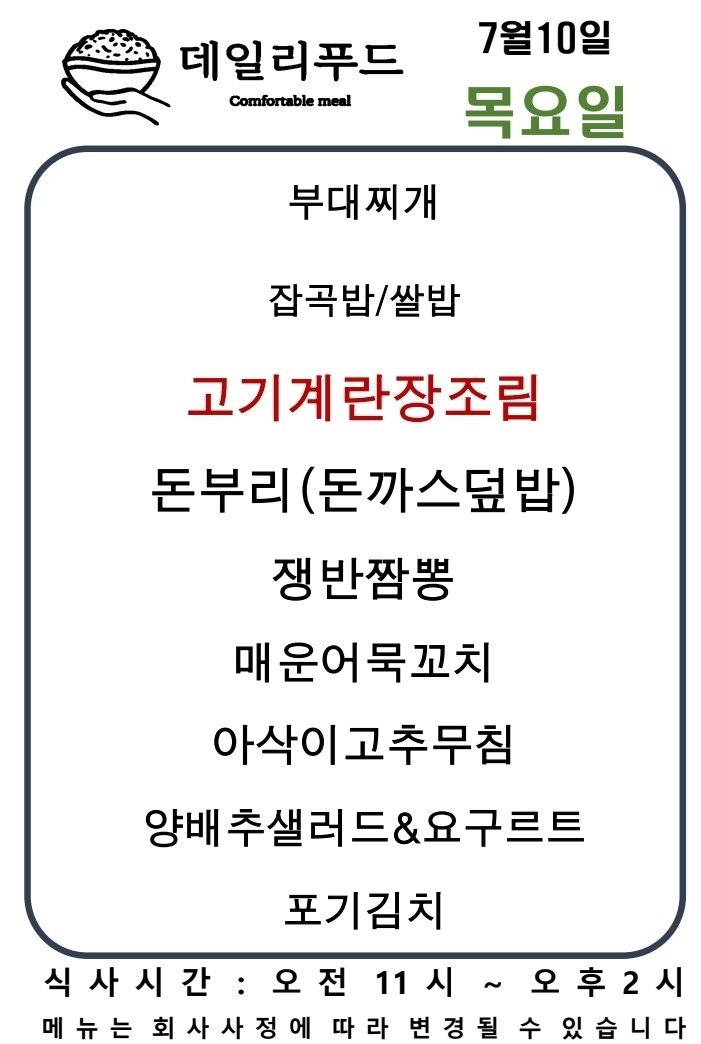 데일리푸드
Comfortable meal
7월10일
목요일
부대찌개
잡곡밥/쌀밥
고기계란장조림
돈부리(돈까스덮밥)
쟁반짬뽕
매운어묵꼬치
아삭이고추무침
양배추샐러드&요구르트
포기김치
식사시간 : 오전 11시 ~ 오후2시
메뉴는 회사사정에 따라 변경될 수 있습니다